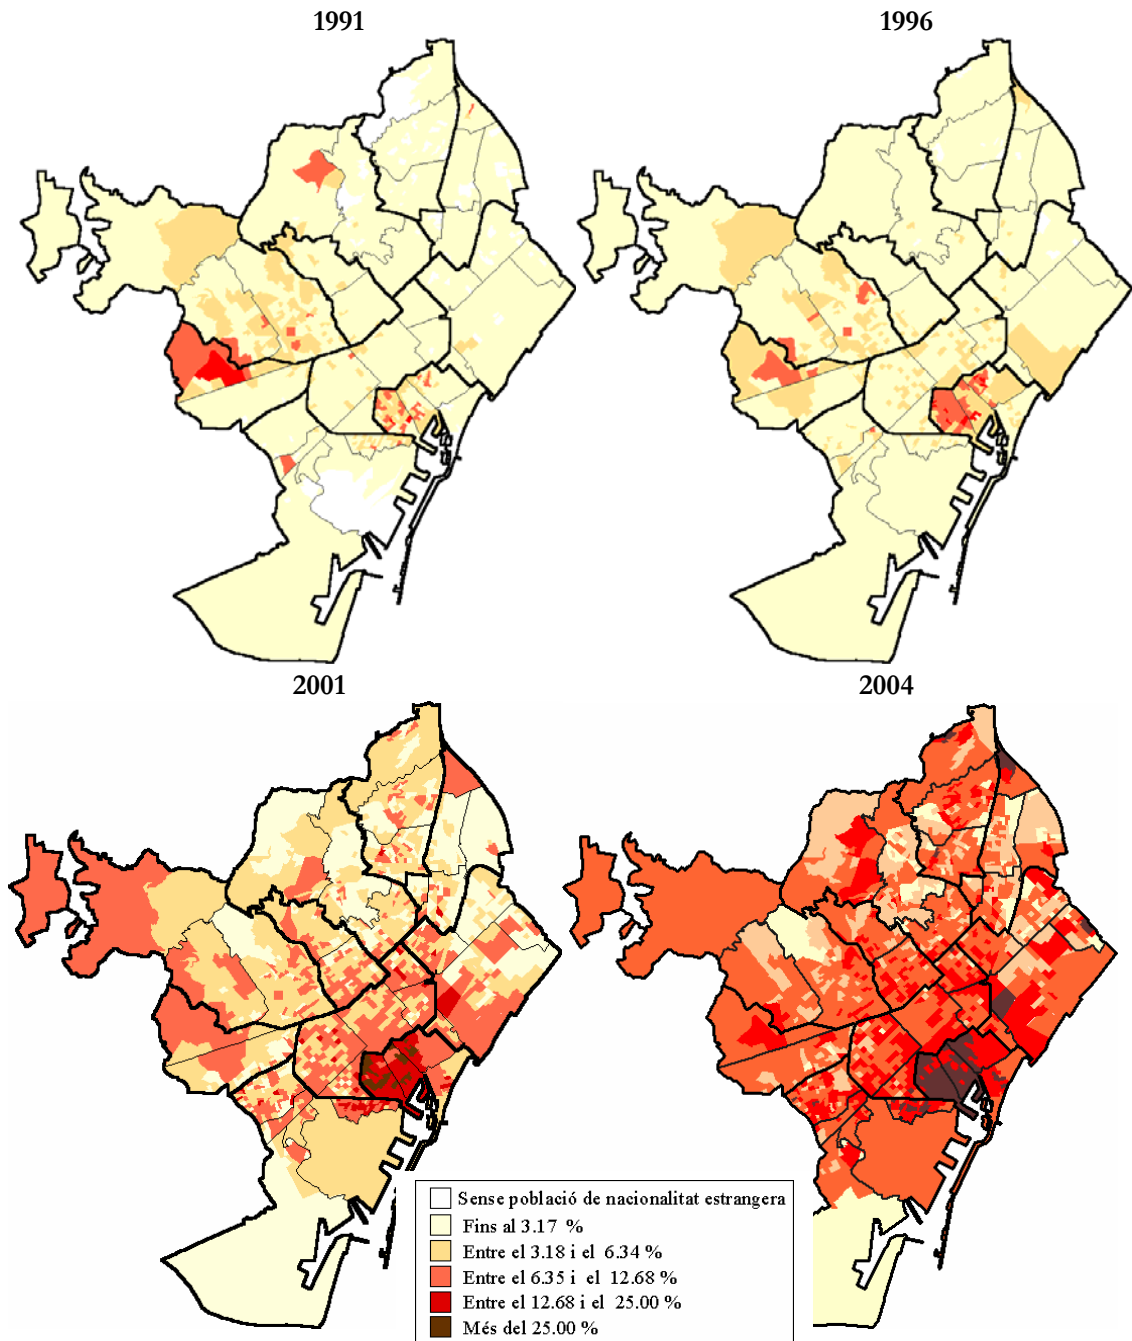 1991
1996
2001
2004
Sense població de nacionalitat estrangera
Fins al 3.17 %
Entre el 3.18 i el 6.34 %
Entre el 6.35 i el 12.68 %
Entre el 12.68 i el 25.00 %
Més del 25.00 %